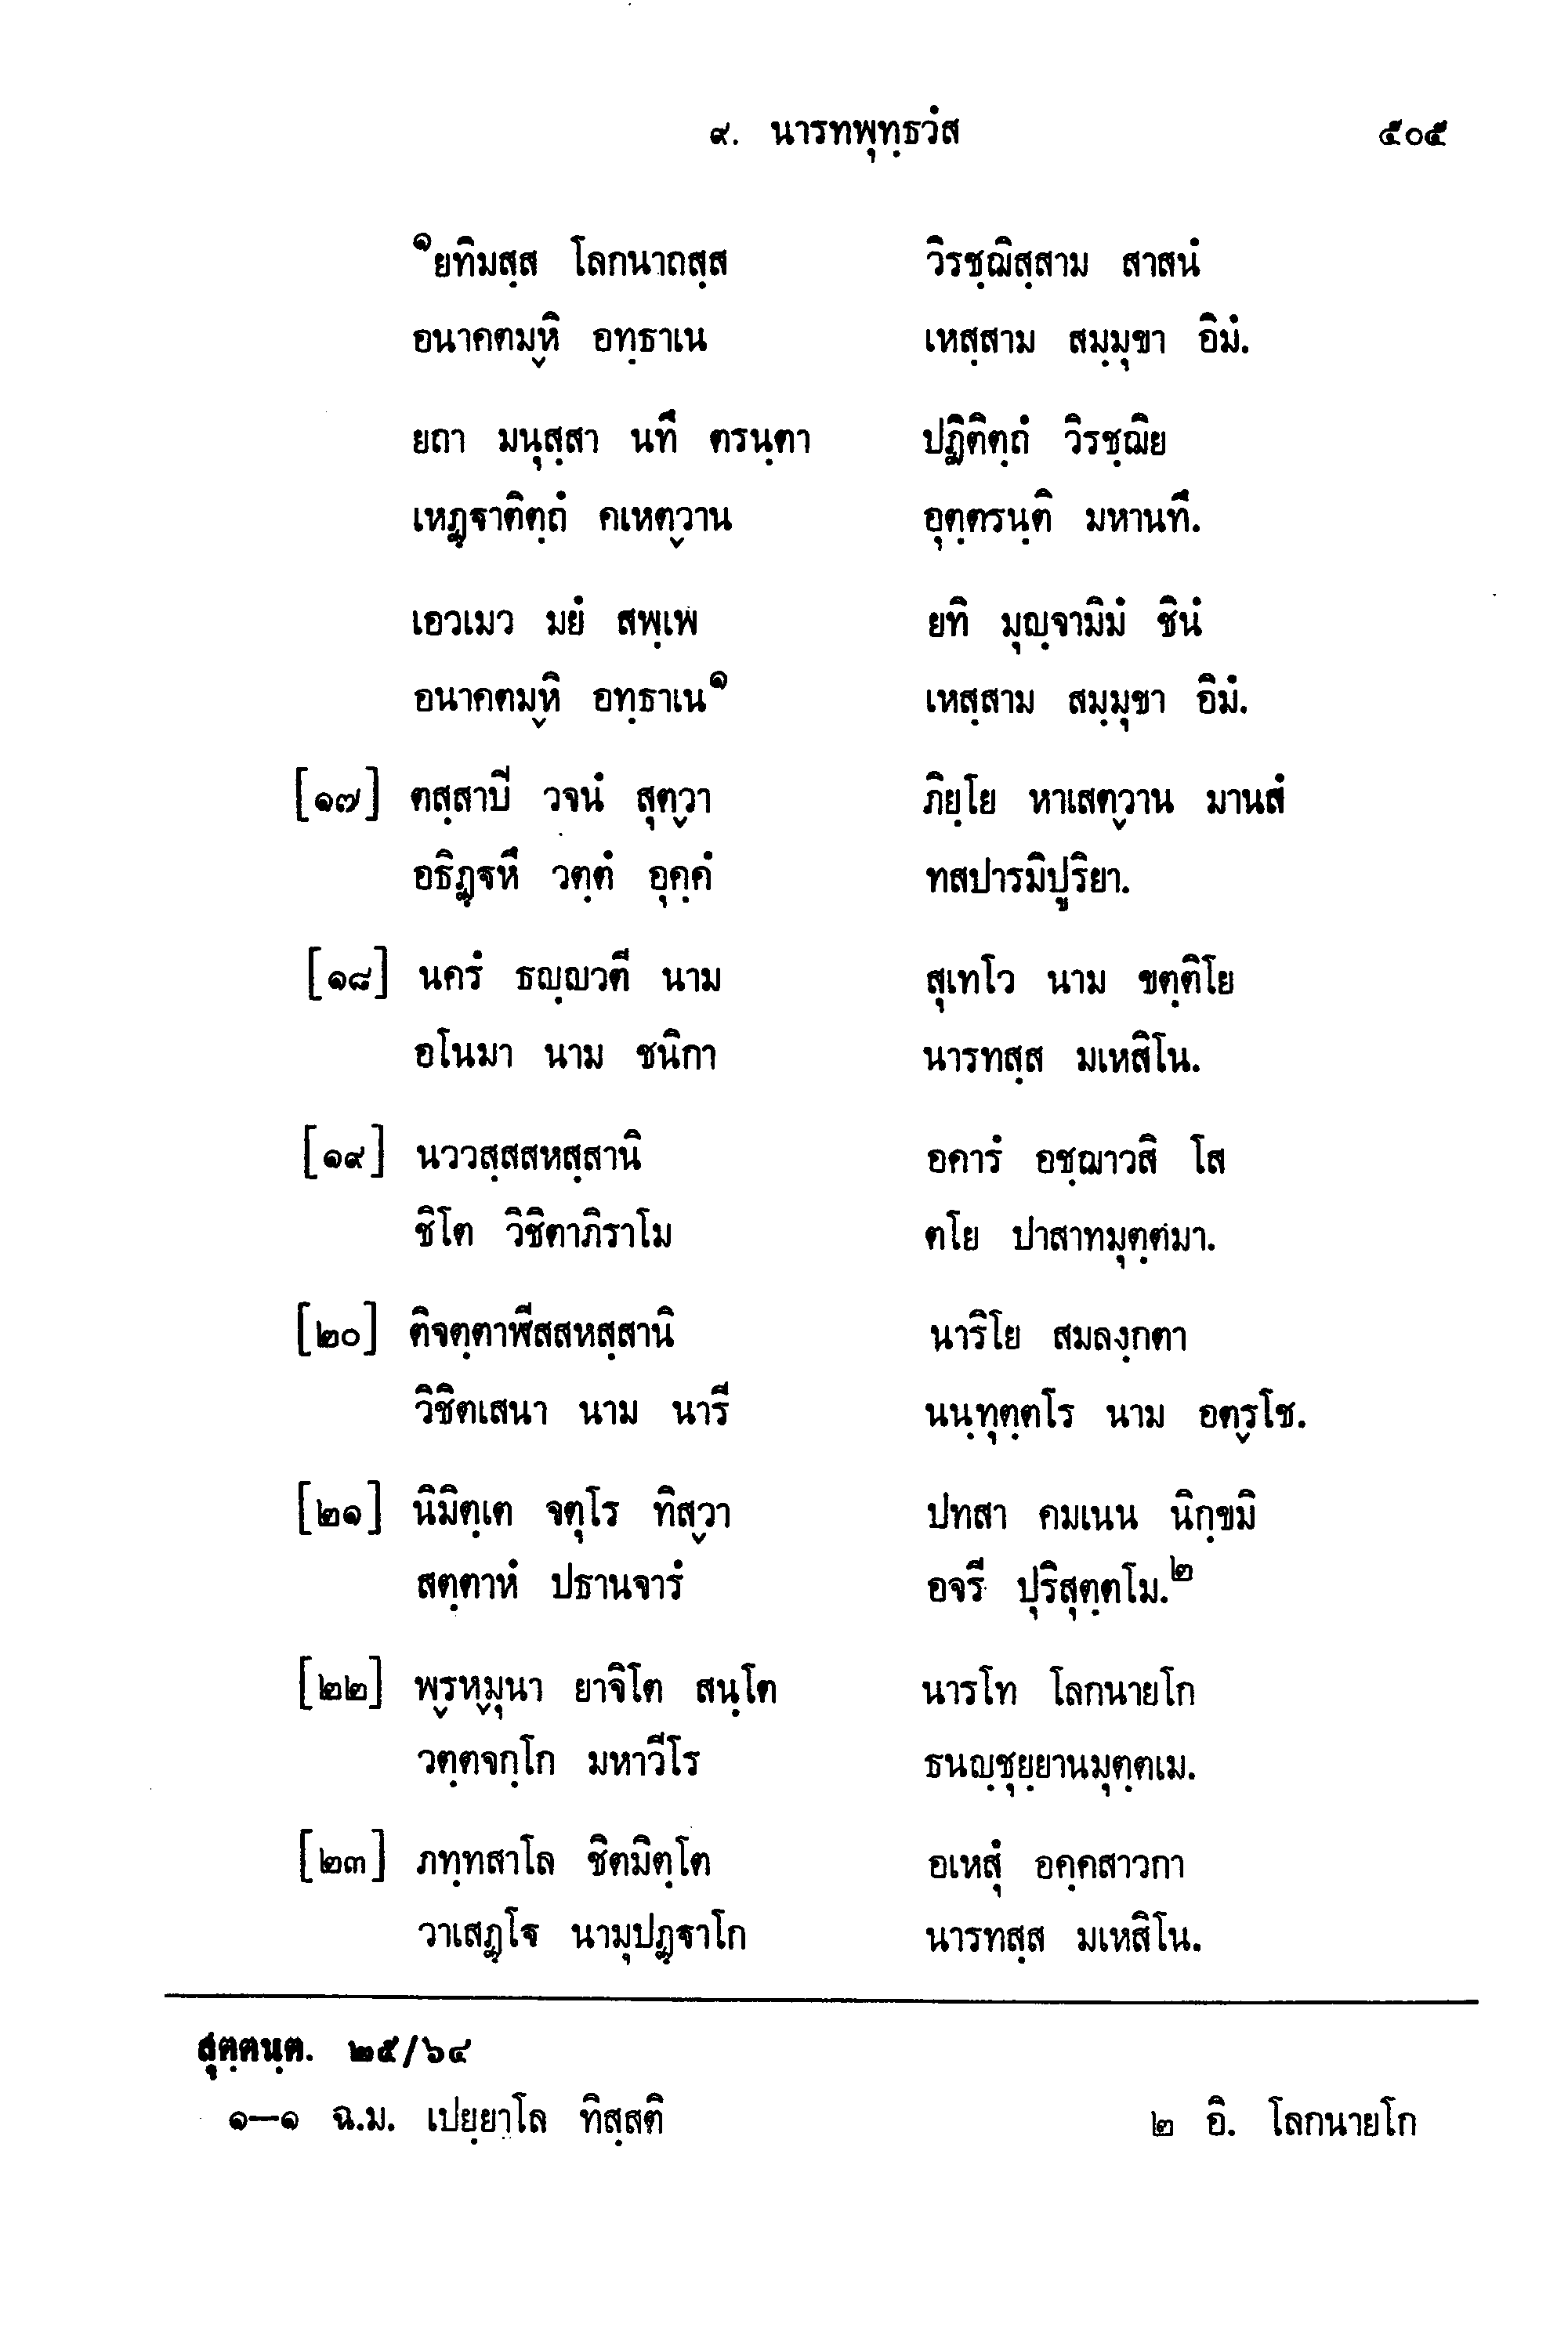 ๙. นารทพุทฺธวํส ๕๐๕
๑ยทิมสฺส โลกนาถสฺส วิรชฺฌิสฺสาม สาสนํ
อนาคตมฺหิ อทฺธาเน เหสฺสาม สมฺมุขา อิมํ.
ยถา มนุสฺสา นทึ ตรนฺตา ปฏิติตฺถํ วิรชฺฌิย
เหฏฺฐาติตฺถํ คเหตฺวาน อุตฺตรนฺติ มหานทึ.
เอวเมว มยํ สพฺเพ ยทิ มุญฺจามิมํ ชินํ
อนาคตมฺหิ อทฺธาเน๑ เหสฺสาม สมฺมุขา อิมํ.
[๑๗] ตสฺสาปิ วจนํ สุตฺวา ภิยฺโย หาเสตฺวาน มานสํ
อธิฏฺฐหึ วตฺตํ อุคฺคํ ทสปารมิปูริยา.
[๑๘] นครํ ธญฺญวตี นาม สุเทโว นาม ขตฺติโย
อโนมา นาม ชนิกา นารทสฺส มเหสิโน.
[๑๙] นววสฺสสหสฺสานิ อคารํ อชฺฌาวสิ โส
ชิโต วิชิตาภิราโม ตโย ปาสาทมุตฺตมา.
[๒๐] ติจตฺตาฬีสสหสฺสานิ นาริโย สมลงฺกตา
วิชิตเสนา นาม นารี นนฺทุตฺตโร นาม อตฺรโช.
[๒๑] นิมิตฺเต จตุโร ทิสฺวา ปทสา คมเนน นิกฺขมิ
สตฺตาหํ ปธานจารํ อจรี ปุริสุตฺตโม.๒
[๒๒] พฺรหฺมุนา ยาจิโต สนฺโต นารโท โลกนายโก
วตฺตจกฺโก มหาวีโร ธนญฺชุยฺยานมุตฺตเม.
[๒๓] ภทฺทสาโล ชิตมิตฺโต อเหสุํ อคฺคสาวกา
วาเสฏฺโฐ นามุปฏฺฐาโก นารทสฺส มเหสิโน.
สุตฺตนฺต. ๒๕/๖๔
๑–๑ ฉ.ม. เปยฺยาโล ทิสฺสติ ๒ อิ. โลกนายโก